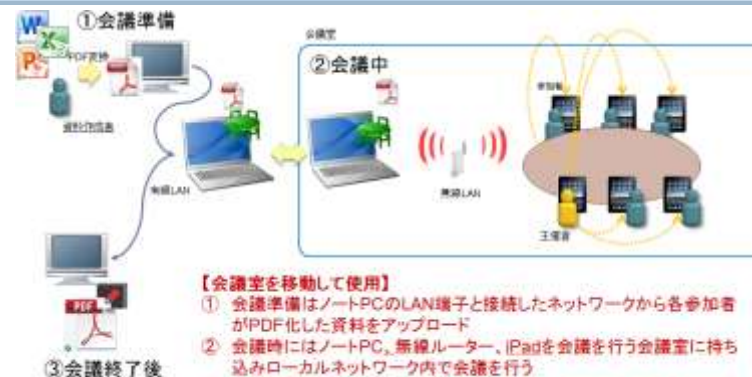 ①会議準備
PDF変換
資料作成者
無線LAN
会議室
②会議中
無線LAN
参加者
主催者
PDF
③会議終了後
【会議室を移動して使用】
① 会議準備はノートPCのLAN端子と接続したネットワークから各参加者
がPDF化した資料をアップロード
② 会議時にはノートPC、無線ルーター、iPadを会議を行う会議室に持ち
込みローカルネットワーク内で会議を行う